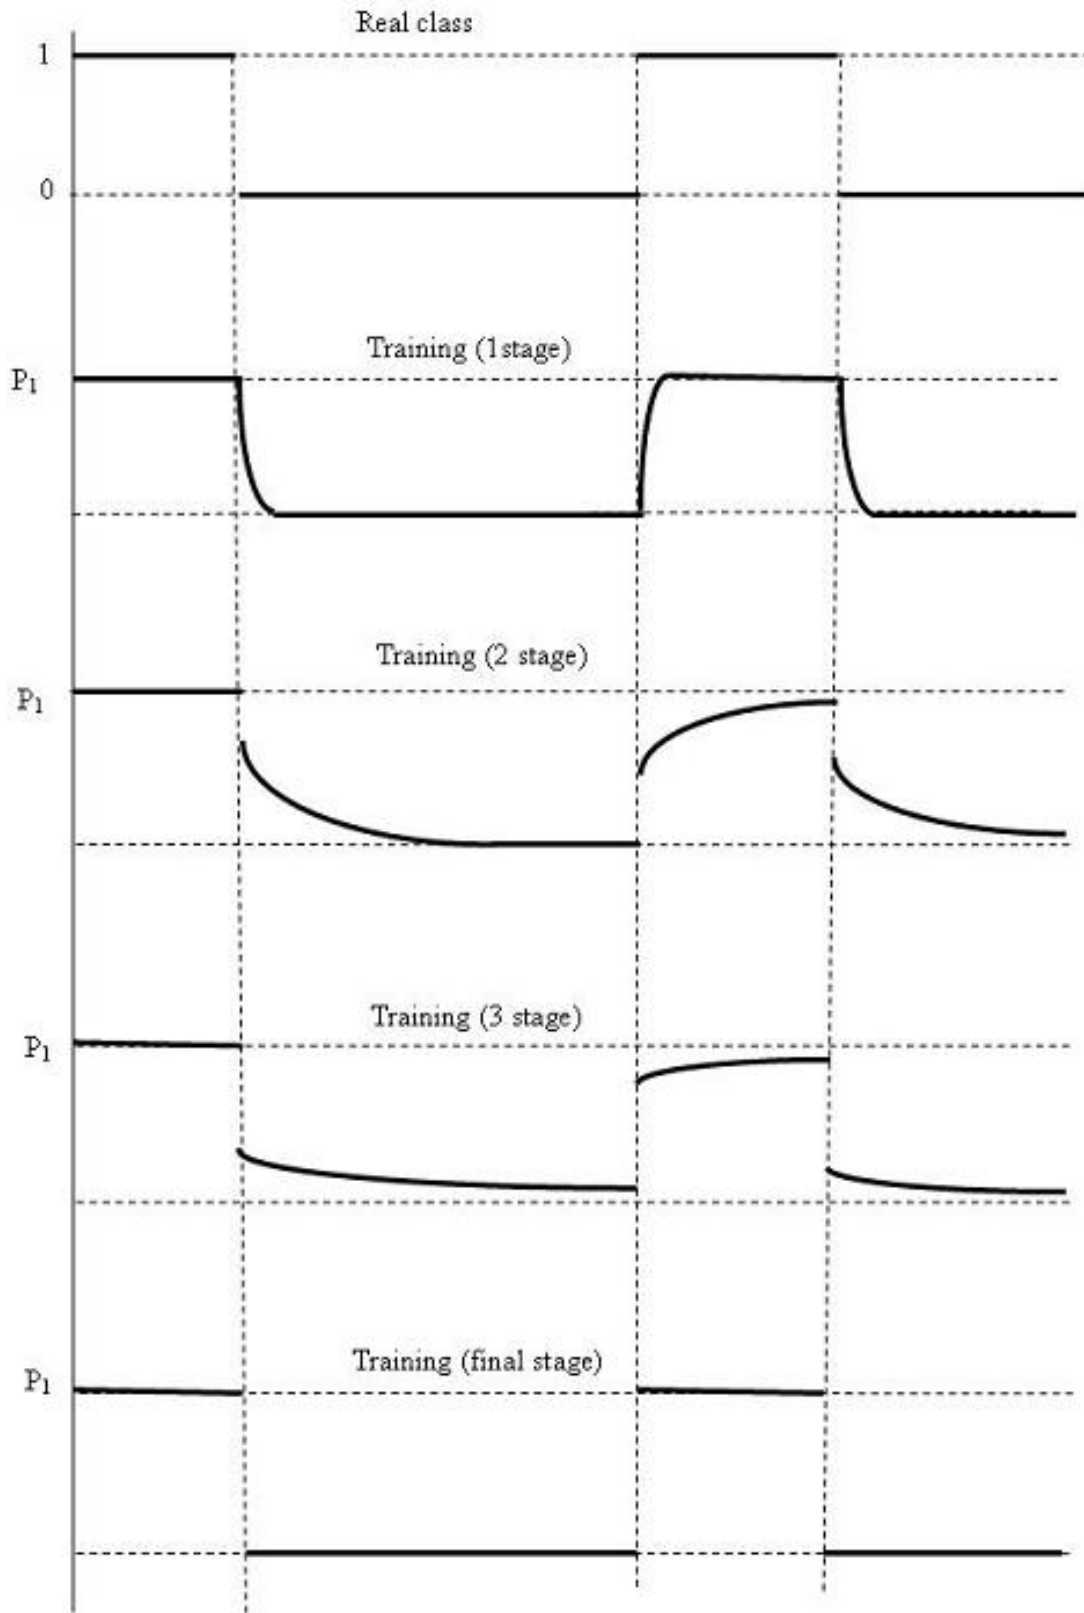 Real class
1
0
Training (1stage)
P1
Training (2 stage)
P1
Training (3 stage)
P1
Training (final stage)
P1